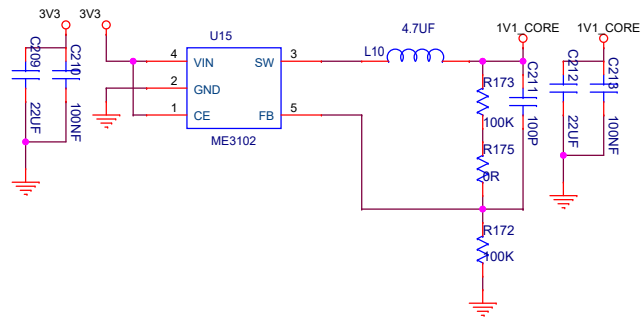 3V3
3V3
C209
22UF
C210
100NF
U15
4
VIN
2
GND
1
CE
SW
3
FB
5
ME3102
L10
4.7UF
1V1_CORE
R173
100K
C211
100P
R175
0R
R172
100K
1V1_CORE
C212
22UF
C213
100NF